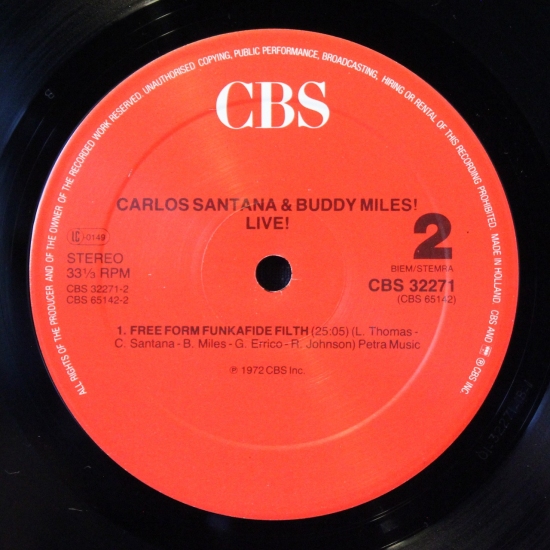 ALL RIGHTS OF THE PRODUCER AND OF THE OWNER OF THE RECORDED WORK RESERVED. UNAUTHORISED COPYING, PUBLIC PERFORMANCE, BROADCASTING, HIRING OR RENTAL OF THIS RECORDING PROHIBITED. MADE IN HOLLAND. CBS AND
℗ CBS INC.
CBS
CARLOS SANTANA & BUDDY MILES!
LIVE!
LC-0149
STEREO
33⅓ RPM
CBS 32271-2
CBS 65142-2
2
BIEM/STEMRA
CBS 32271
(CBS 65142)
1. FREE FORM FUNKAFIDE FILTH (25:05) (L. Thomas -
C. Santana - B. Miles - G. Errico - R. Johnson) Petra Music
℗ 1972 CBS Inc.